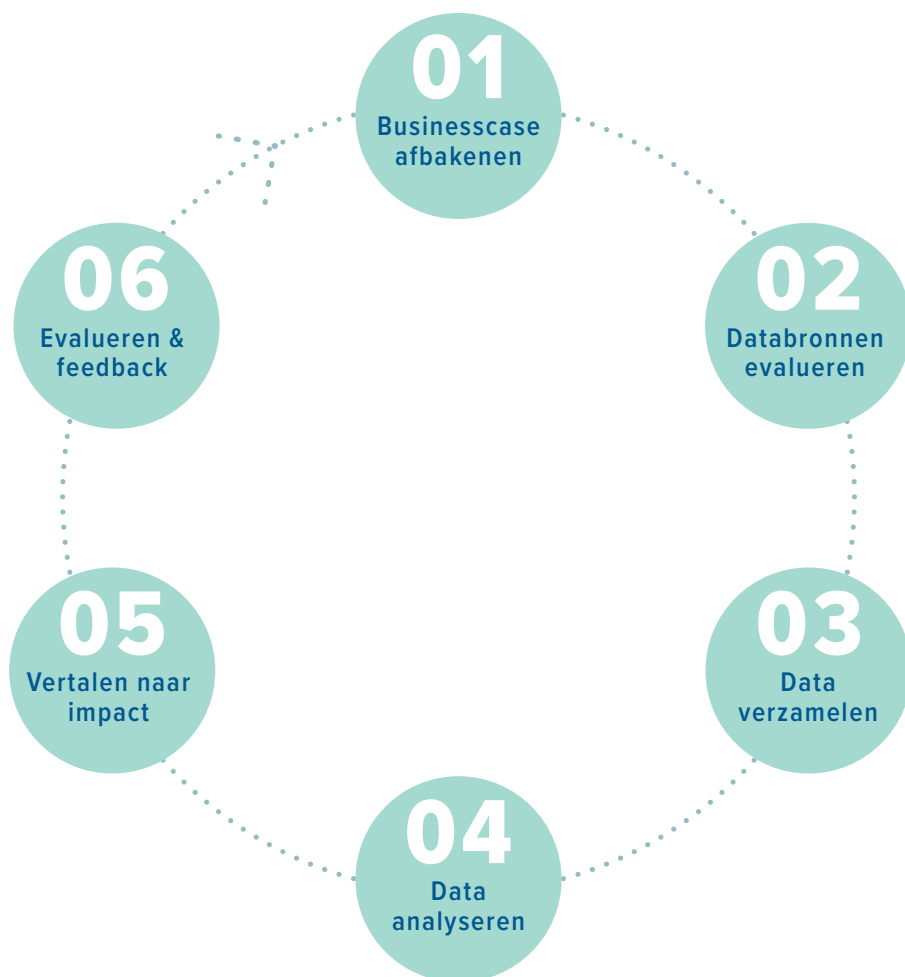 01
Businesscase
afbakenen
02
Databronnen
evalueren
03
Data
verzamelen
04
Data
analyseren
05
Vertalen naar
impact
06
Evalueren &
feedback